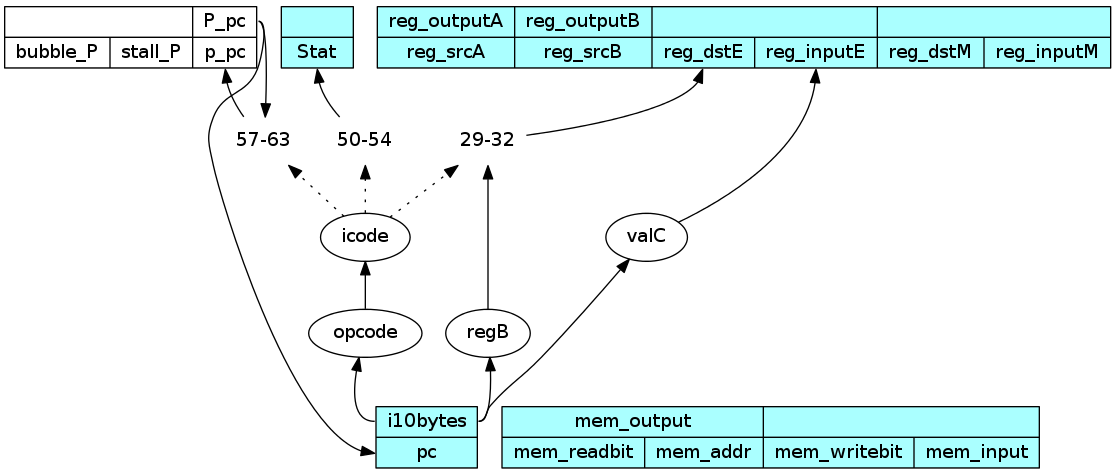 P_pc
bubble_P stall_P p_pc
Stat
reg_outputA reg_outputB
reg_srcA reg_srcB reg_dstE reg_inputE reg_dstM reg_inputM
57-63 50-54 29-32
icode valC
opcode regB
i10bytes
pc
mem_output
mem_readbit mem_addr mem_writebit mem_input